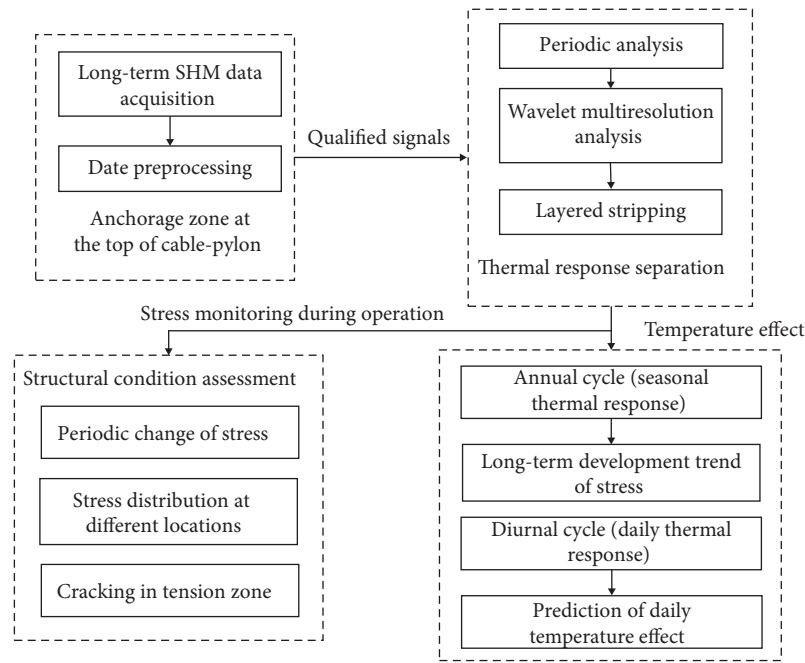 Long-term SHM data
acquisition
Date preprocessing
Anchorage zone at
the top of cable-pylon
Qualified signals
Periodic analysis
Wavelet multiresolution
analysis
Layered stripping
Thermal response separation
Stress monitoring during operation
Temperature effect
Structural condition assessment
Periodic change of stress
Stress distribution at
different locations
Cracking in tension zone
Annual cycle (seasonal
thermal response)
Long-term development trend
of stress
Diurnal cycle (daily thermal
response)
Prediction of daily
temperature effect